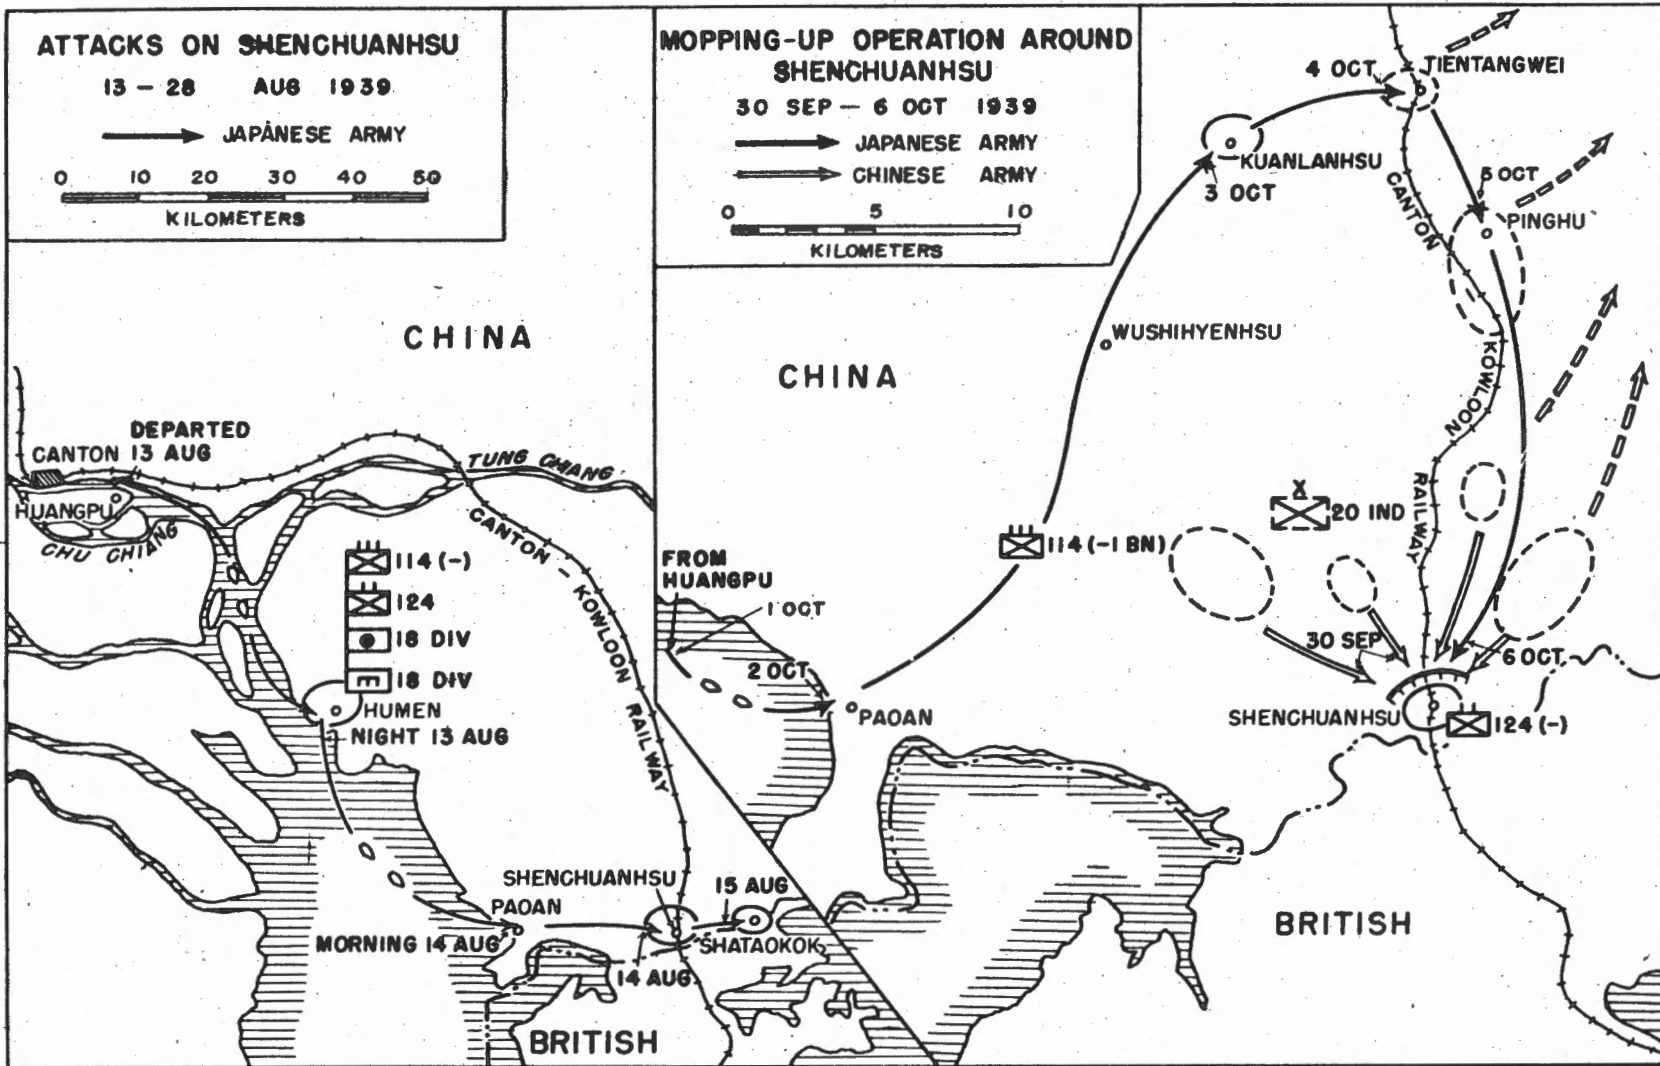 ATTACKS ON SHENCHUANHSU
13 – 28 AUG 1939
JAPANESE ARMY
0 10 20 30 40 50
KILOMETERS
CHINA
DEPARTED
13 AUG
CANTON
HUANGPU
CHU CHIANG
TUNG CHIANG
CANTON – KOWLOON RAILWAY
114 (-)
124
18 DIV
18 DIV
HUMEN
NIGHT 13 AUG
SHENCHUANHSU
PAOAN
MORNING 14 AUG
14 AUG
15 AUG
SHATAOKOK
BRITISH
MOPPING-UP OPERATION AROUND
SHENCHUANHSU
30 SEP – 6 OCT 1939
JAPANESE ARMY
CHINESE ARMY
0 5 10
KILOMETERS
4 OCT
TIENTANGWEI
KUANLANHSU
3 OCT
5 OCT
PINGHU
CANTON
KOWLOON
RAILWAY
WUSHIHYENHSU
CHINA
X
20 IND
114 (-1 BN)
FROM
HUANGPU
1 OCT
2 OCT
PAOAN
30 SEP
6 OCT
SHENCHUANHSU
124 (-)
BRITISH